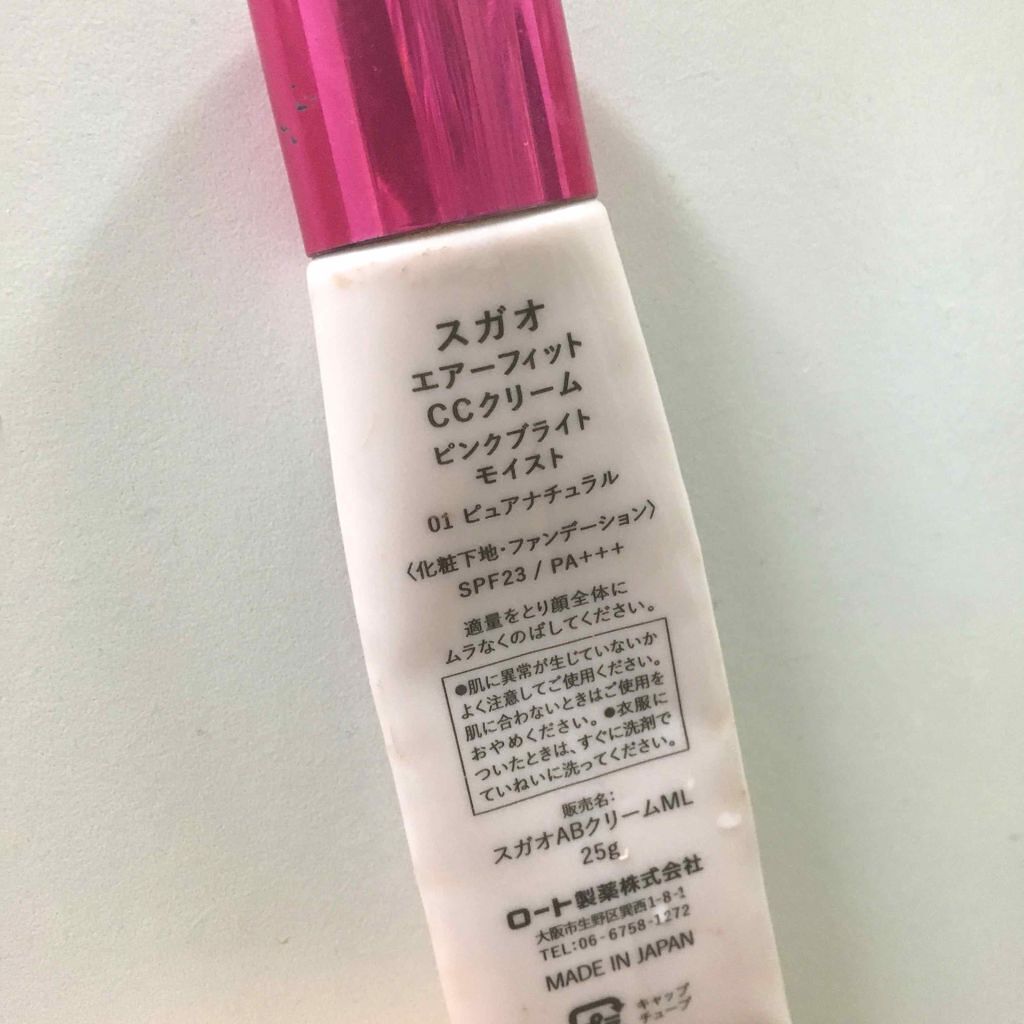 スガオ
エアーフィット
CCクリーム
ピンクブライト
モイスト
01 ピュアナチュラル
〈化粧下地・ファンデーション〉
SPF23 / PA+++
適量をとり顔全体に
ムラなくのばしてください。
●肌に異常が生じていないか
よく注意してご使用ください。
肌に合わないときはご使用を
おやめください。●衣服に
ついたときは、すぐに洗剤で
ていねいに洗ってください。
販売名:
スガオABクリームML
25g
ロート製薬株式会社
大阪市生野区巽西1-8-1
TEL:06-6758-1272
MADE IN JAPAN
キャップ
チューブ